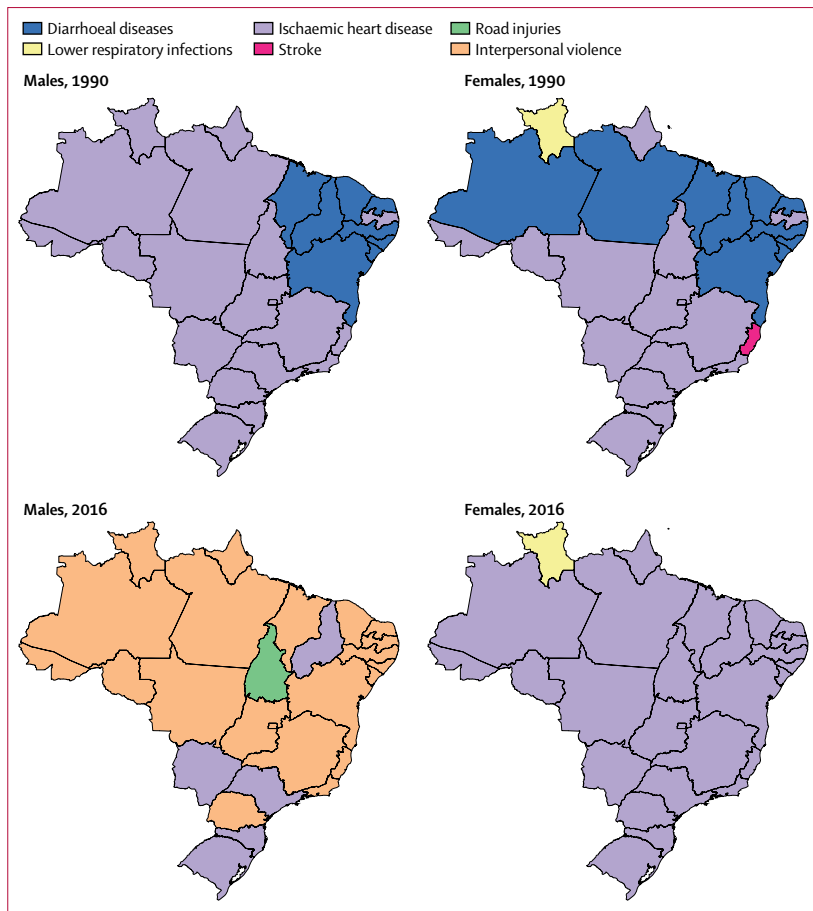 Diarrhoeal diseases
Lower respiratory infections
Ischaemic heart disease
Stroke
Road injuries
Interpersonal violence
Males, 1990
Females, 1990
Males, 2016
Females, 2016